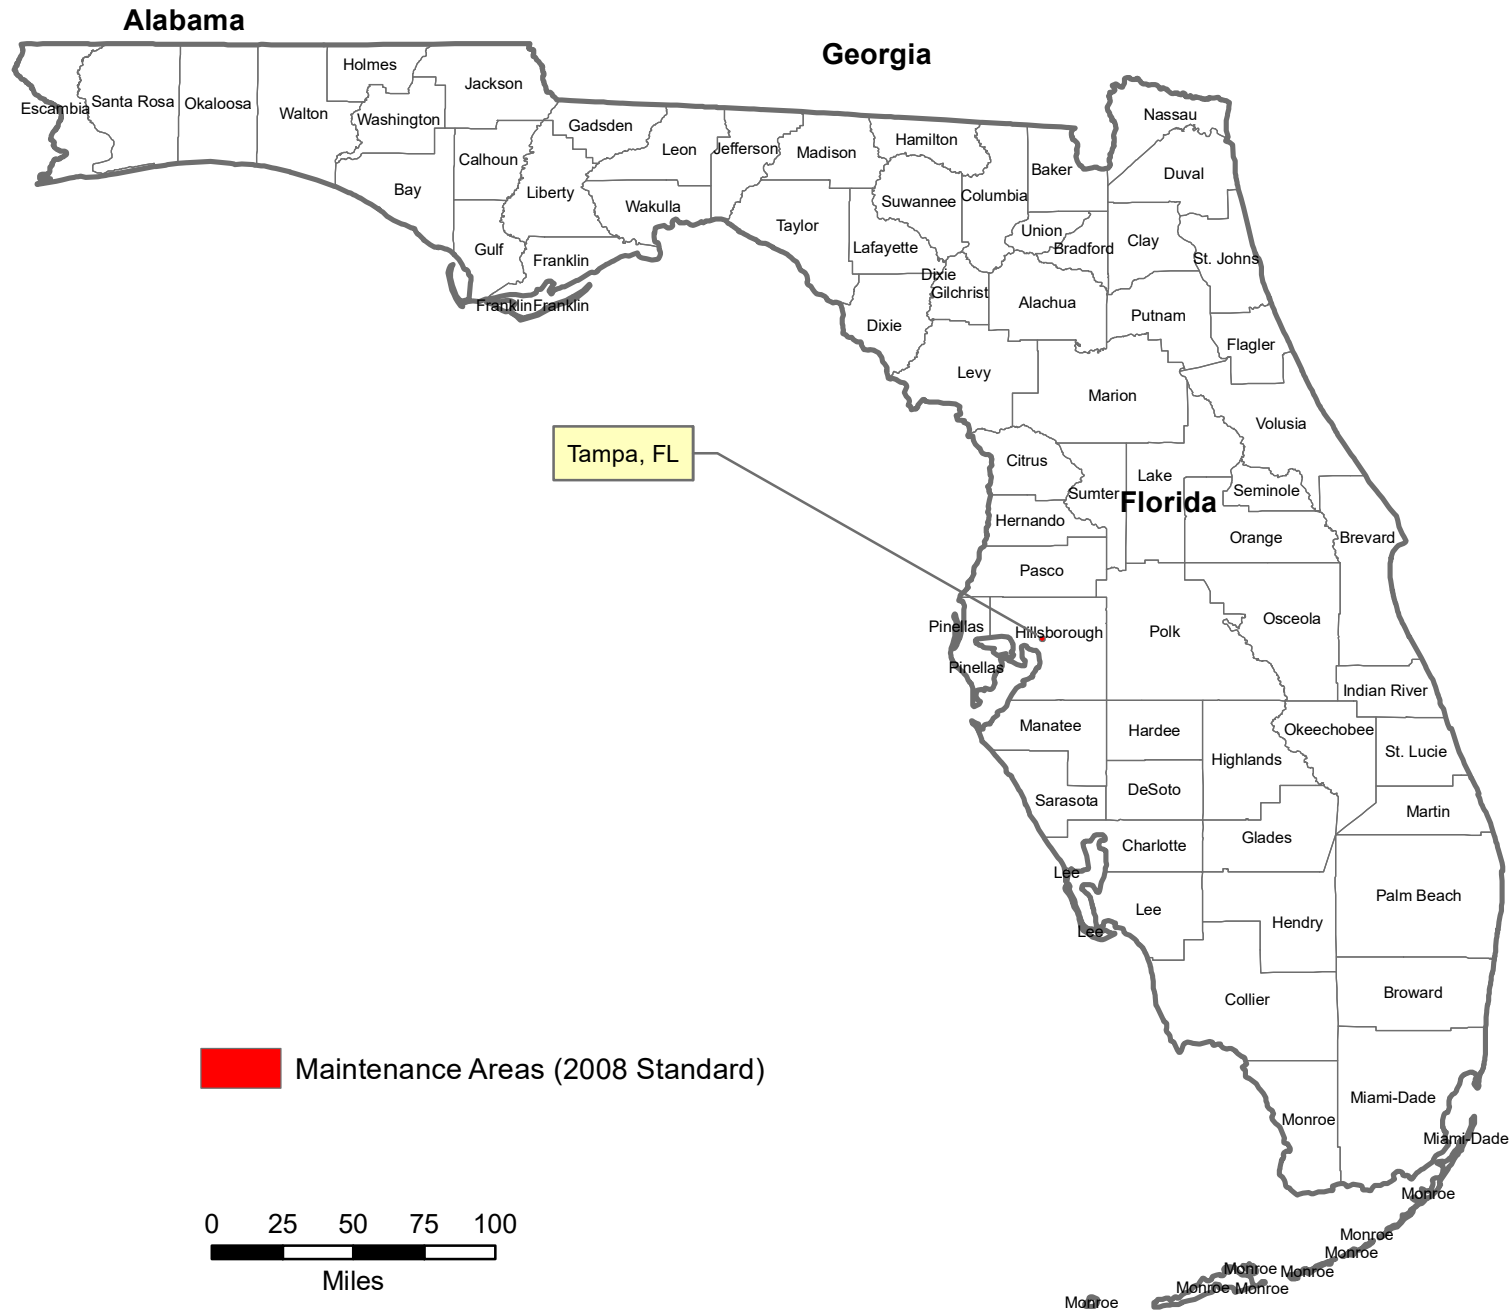 Alabama
Georgia
Holmes
Jackson
Escambia
Santa Rosa
Okaloosa
Walton
Washington
Nassau
Gadsden
Hamilton
Leon
Jefferson
Madison
Calhoun
Baker
Duval
Bay
Liberty
Wakulla
Suwannee
Columbia
Taylor
Union
Bradford
Clay
Lafayette
Gulf
Franklin
St. Johns
Dixie
Gilchrist
Franklin
Franklin
Alachua
Putnam
Dixie
Flagler
Levy
Marion
Volusia
Tampa, FL
Citrus
Lake
Sumter
Seminole
Florida
Hernando
Orange
Brevard
Pasco
Pinellas
Hillsborough
Polk
Osceola
Pinellas
Indian River
Manatee
Hardee
Okeechobee
Highlands
St. Lucie
DeSoto
Sarasota
Martin
Charlotte
Glades
Lee
Palm Beach
Lee
Hendry
Lee
Broward
Collier
Maintenance Areas (2008 Standard)
Miami-Dade
Monroe
Miami-Dade
Monroe
0 25 50 75 100
Miles
Monroe
Monroe
Monroe
Monroe
Monroe
Monroe
Monroe